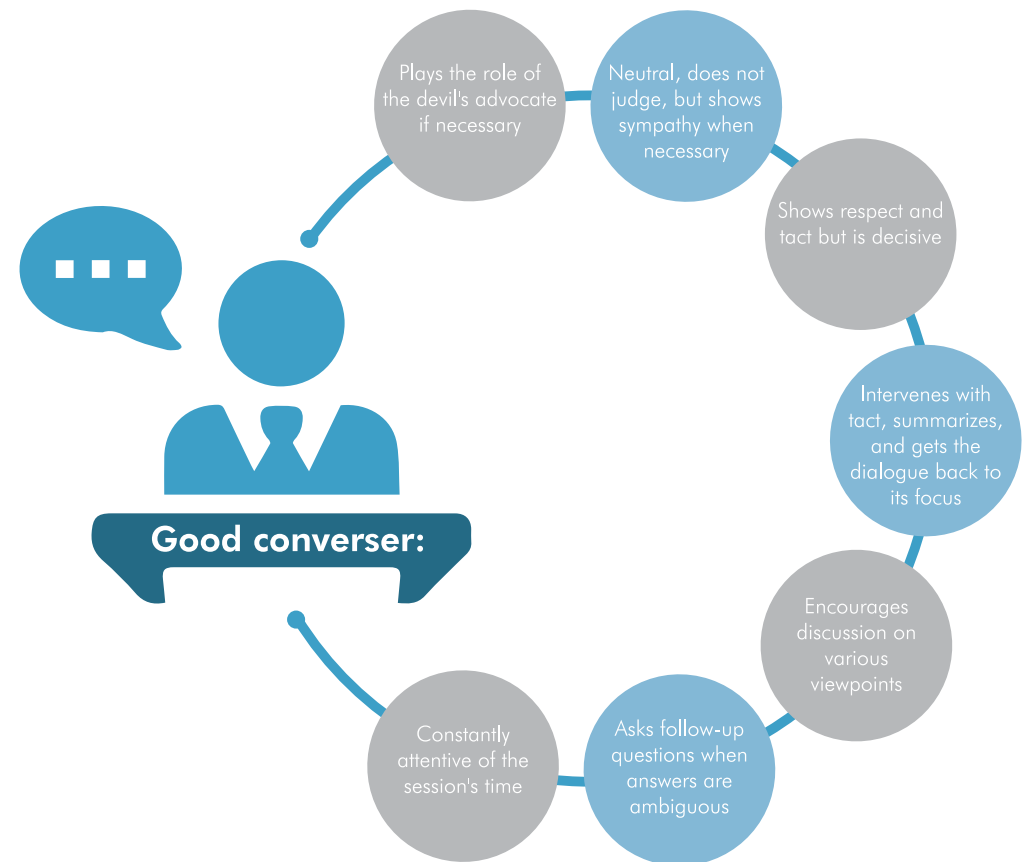 Plays the role of
the devil's advocate
if necessary
Neutral, does not
judge, but shows
sympathy when
necessary
Shows respect and
tact but is decisive
Intervenes with
tact, summarizes,
and gets the
dialogue back to
its focus
Good converser:
Encourages
discussion on
various
viewpoints
Asks follow-up
questions when
answers are
ambiguous
Constantly
attentive of the
session's time